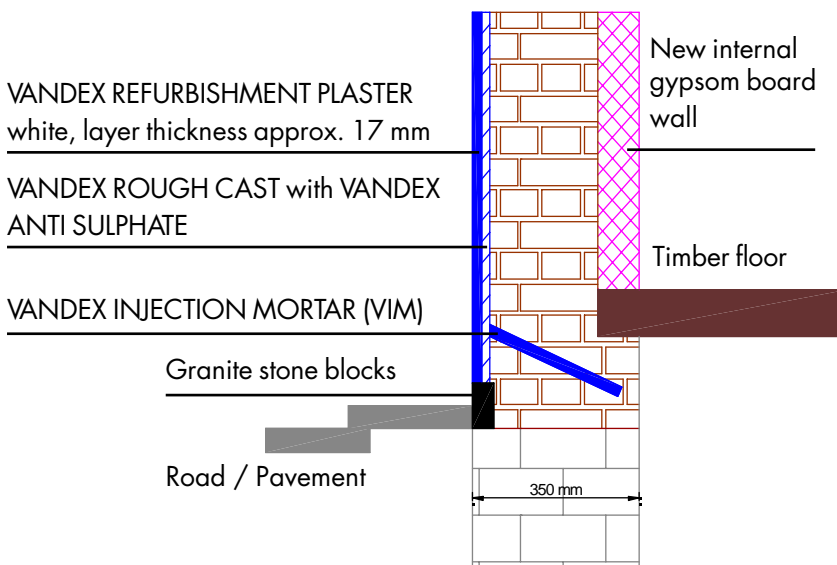 VANDEX REFURBISHMENT PLASTER
white, layer thickness approx. 17 mm
VANDEX ROUGH CAST with VANDEX
ANTI SULPHATE
VANDEX INJECTION MORTAR (VIM)
Granite stone blocks
Road / Pavement
New internal
gypsom board
wall
Timber floor
350 mm